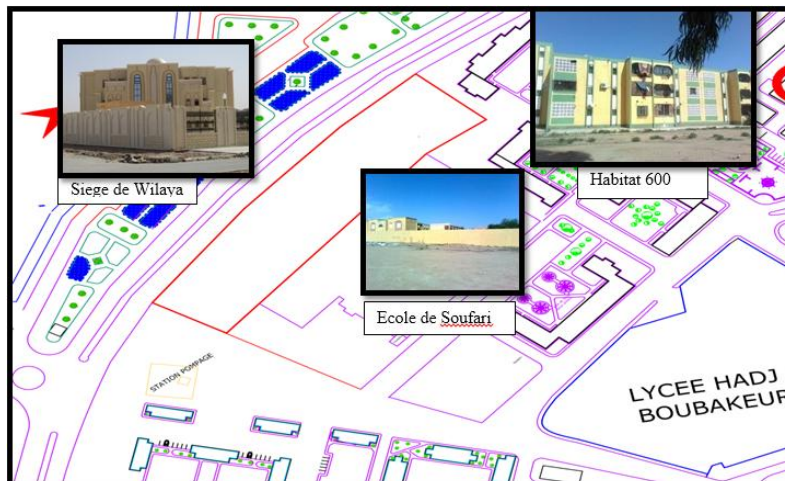 Siege de Wilaya
Habitat 600
Ecole de Soufari
STATION POMPAGE
LYCEE HADJ
BOUBAKEUR